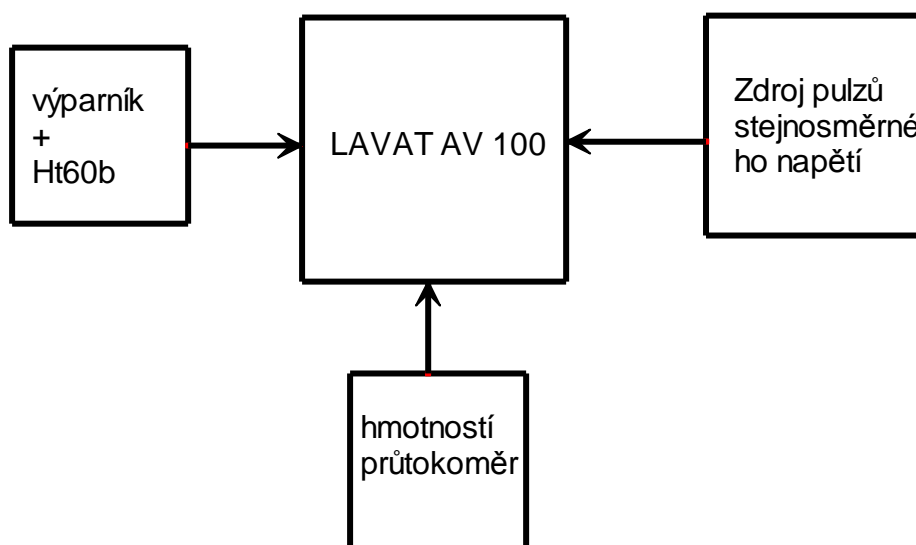 výparník
+
Ht60b
LAVAT AV 100
Zdroj pulzů
stejnosměrné
ho napětí
hmotností
průtokoměr